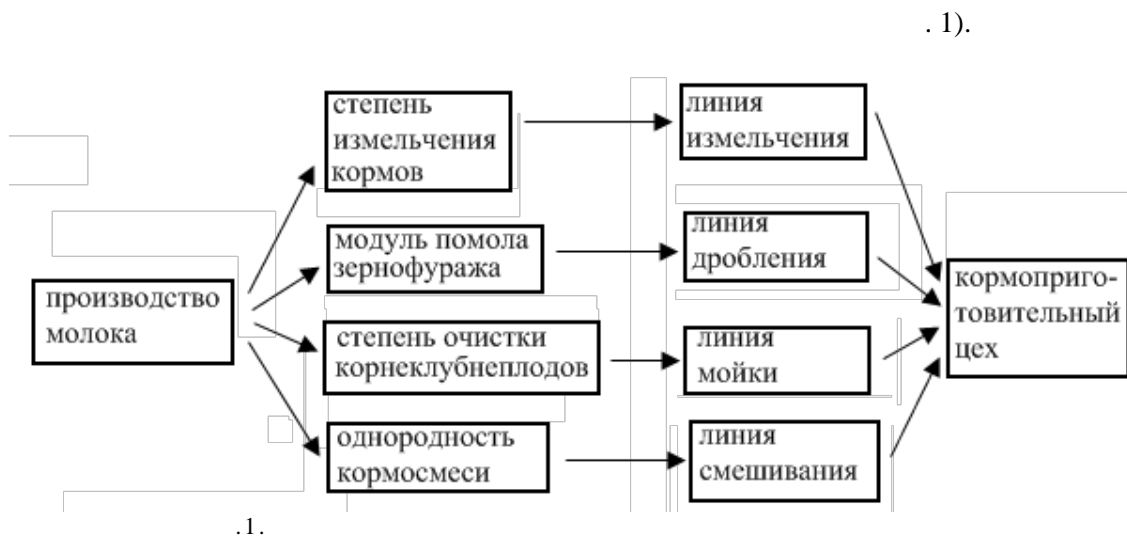 . 1).
степень
измельчения
кормов
линия
измельчения
модуль помола
зернофуража
линия
дробления
производство
молока
кормоприго-
товительный
цех
степень очистки
корнеклубнеплодов
линия
мойки
однородность
кормосмеси
линия
смешивания
.1.